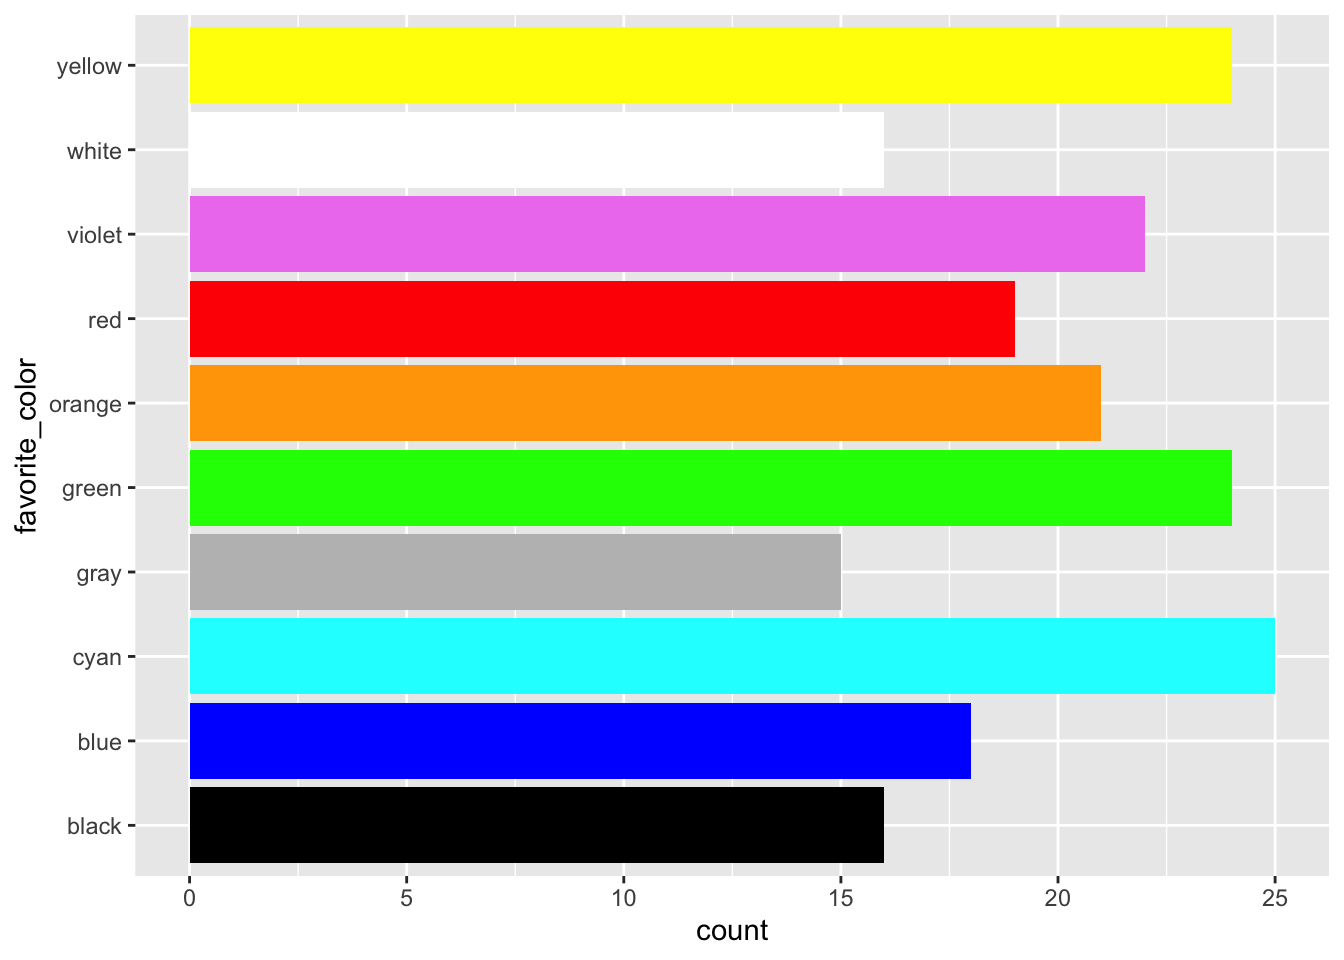 favorite_color
yellow
white
violet
red
orange
green
gray
cyan
blue
black
0 5 10 15 20 25
count